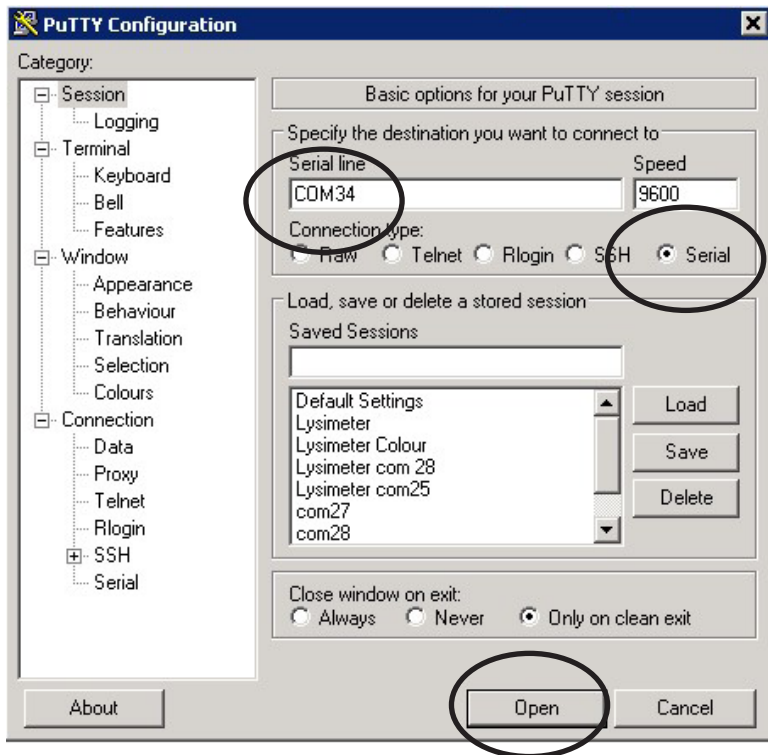 PuTTY Configuration
Category:
Session
Logging
Terminal
Keyboard
Bell
Features
Window
Appearance
Behaviour
Translation
Selection
Colours
Connection
Data
Proxy
Telnet
Rlogin
SSH
Serial
Basic options for your PuTTY session
Specify the destination you want to connect to
Serial line Speed
COM34 9600
Connection type:
Raw Telnet Rlogin SSH Serial
Load, save or delete a stored session
Saved Sessions
Default Settings
Lysimeter
Lysimeter Colour
Lysimeter com 28
Lysimeter com25
com27
com28
Load
Save
Delete
Close window on exit:
Always Never Only on clean exit
About Open Cancel